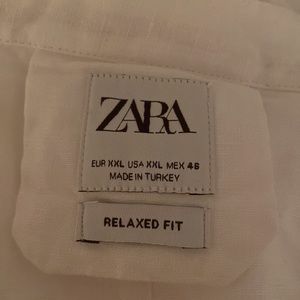 ZARA
EUR XXL USA XXL MEX 46
MADE IN TURKEY
RELAXED FIT